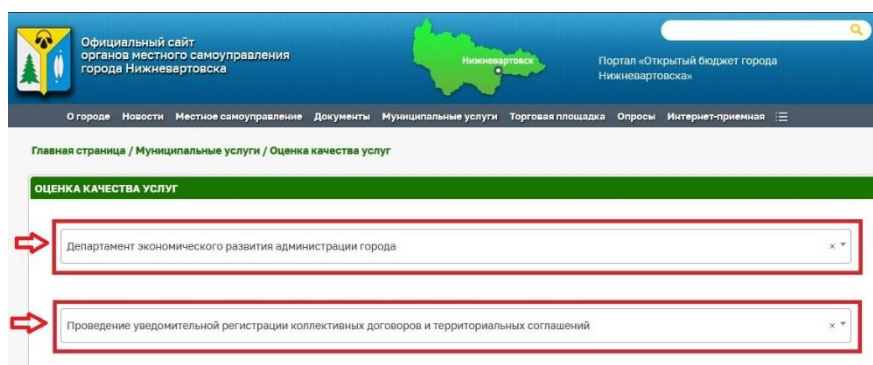 Официальный сайт
органов местного самоуправления
города Нижневартовска
Нижневартовск
Портал «Открытый бюджет города
Нижневартовска»
О городе Новости Местное самоуправление Документы Муниципальные услуги Торговая площадка Опросы Интернет-приемная
Главная страница / Муниципальные услуги / Оценка качества услуг
ОЦЕНКА КАЧЕСТВА УСЛУГ
Департамент экономического развития администрации города
Проведение уведомительной регистрации коллективных договоров и территориальных соглашений